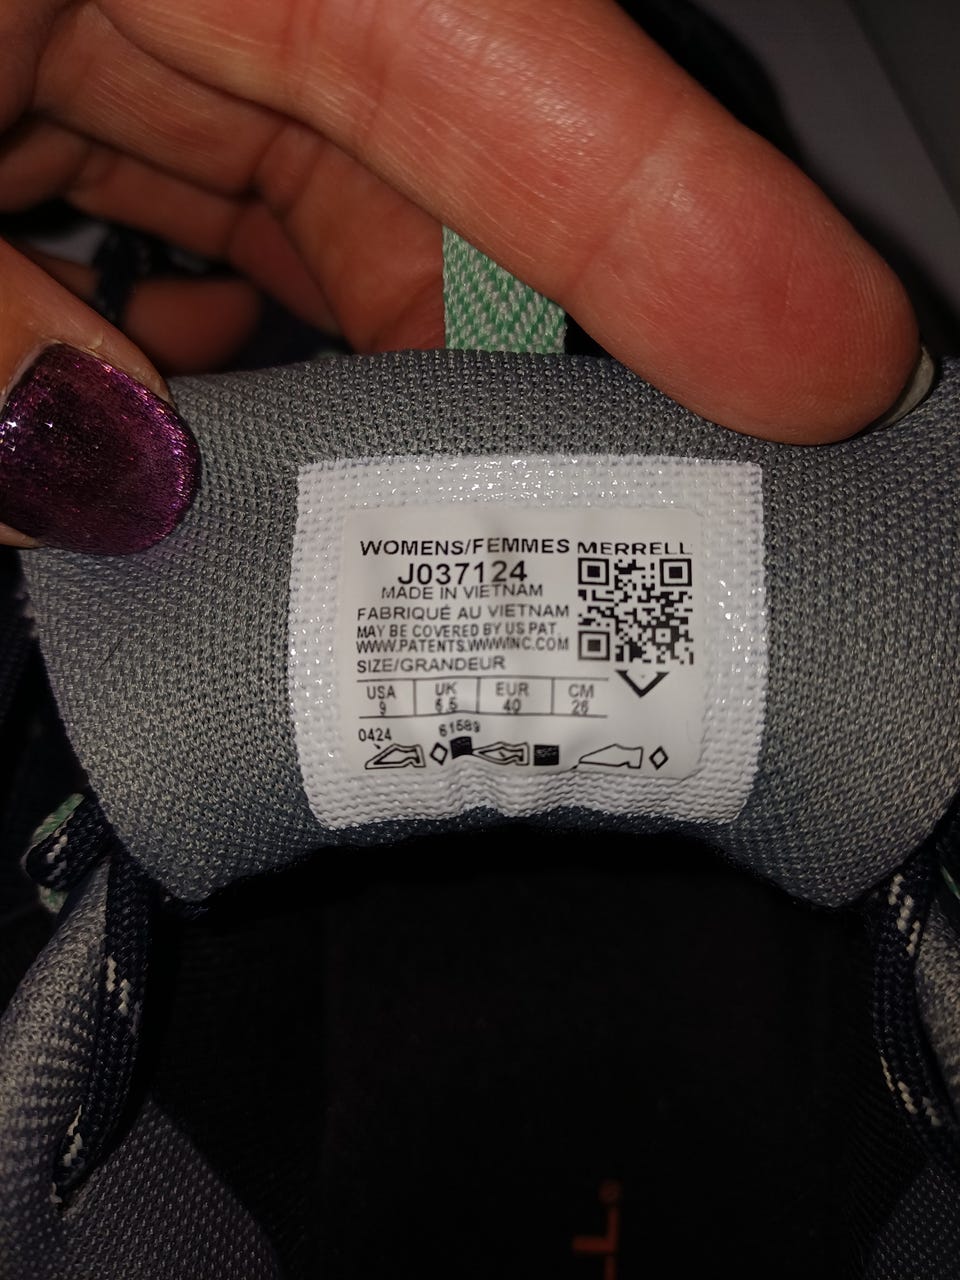 WOMENS/FEMMES MERRELL
J037124
MADE IN VIETNAM
FABRIQUÉ AU VIETNAM
MAY BE COVERED BY US PAT.
WWW.PATENTS.WWWINC.COM
SIZE/GRANDEUR
USA UK EUR CM
9 6.5 40 26
0424 61589
L